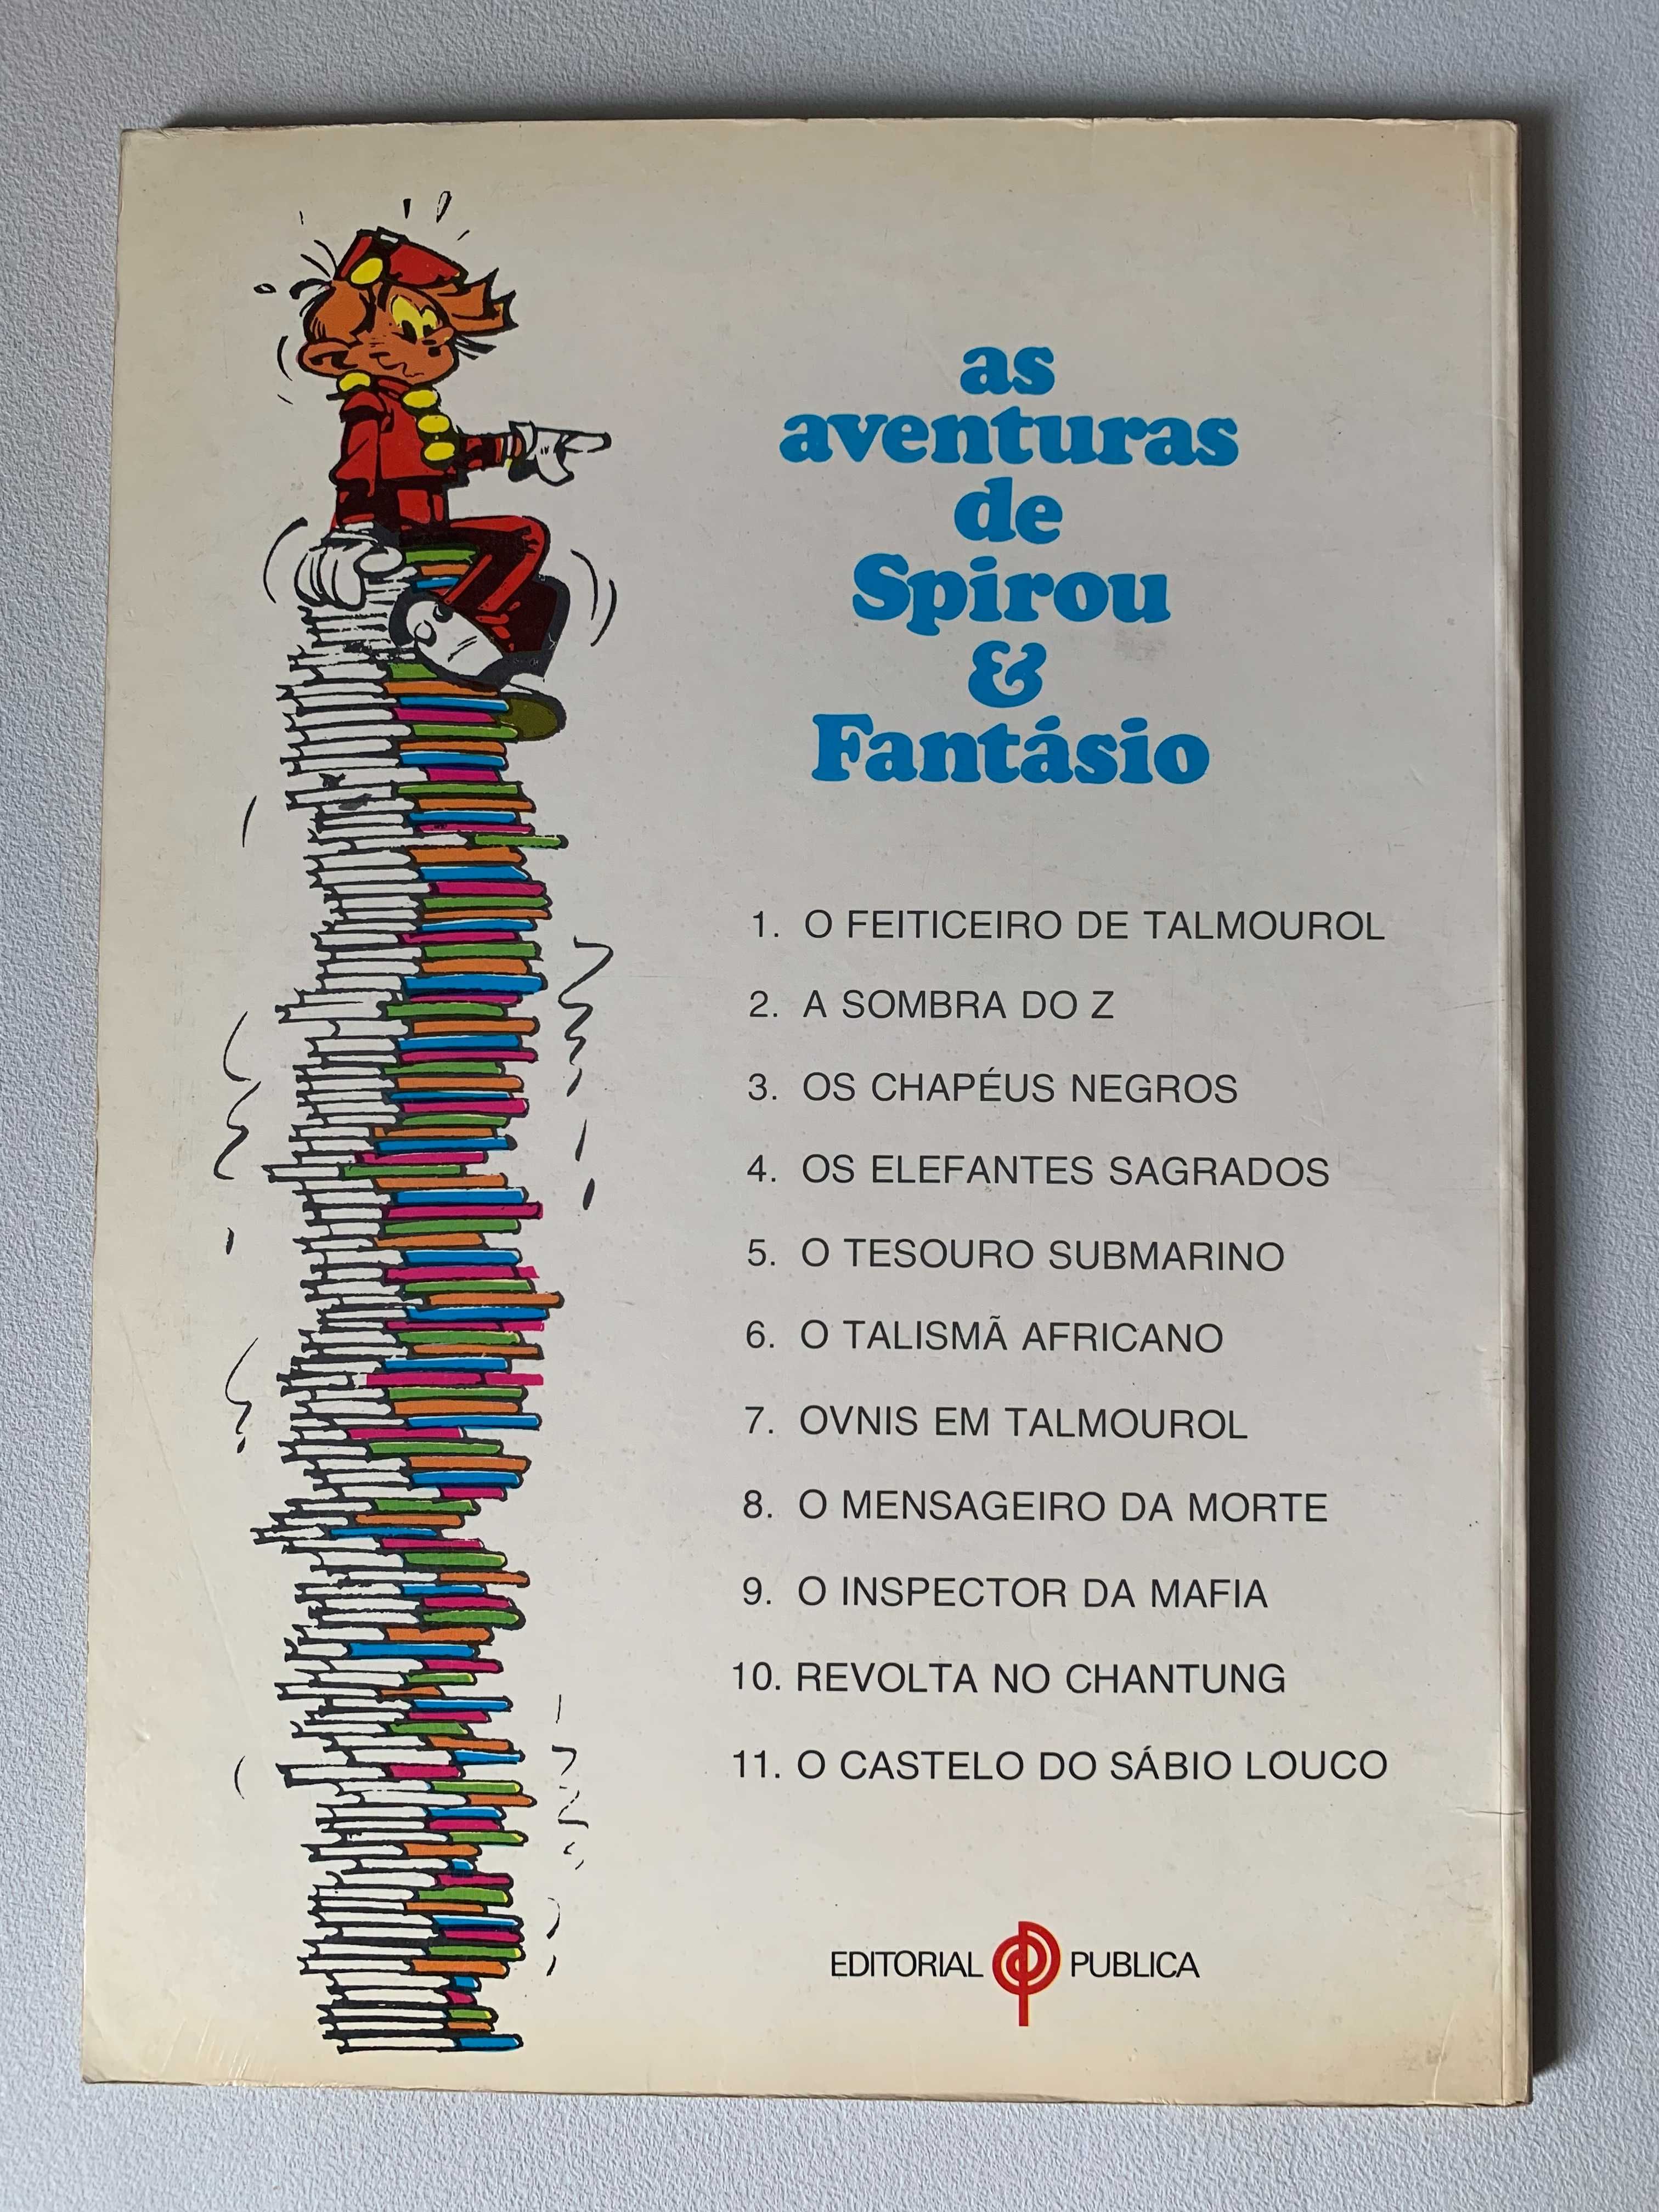 as
aventuras
de
Spirou
&
Fantásio
1. O FEITICEIRO DE TALMOUROL
2. A SOMBRA DO Z
3. OS CHAPÉUS NEGROS
4. OS ELEFANTES SAGRADOS
5. O TESOURO SUBMARINO
6. O TALISMÃ AFRICANO
7. OVNIS EM TALMOUROL
8. O MENSAGEIRO DA MORTE
9. O INSPECTOR DA MAFIA
10. REVOLTA NO CHANTUNG
11. O CASTELO DO SÁBIO LOUCO
EDITORIAL PUBLICA